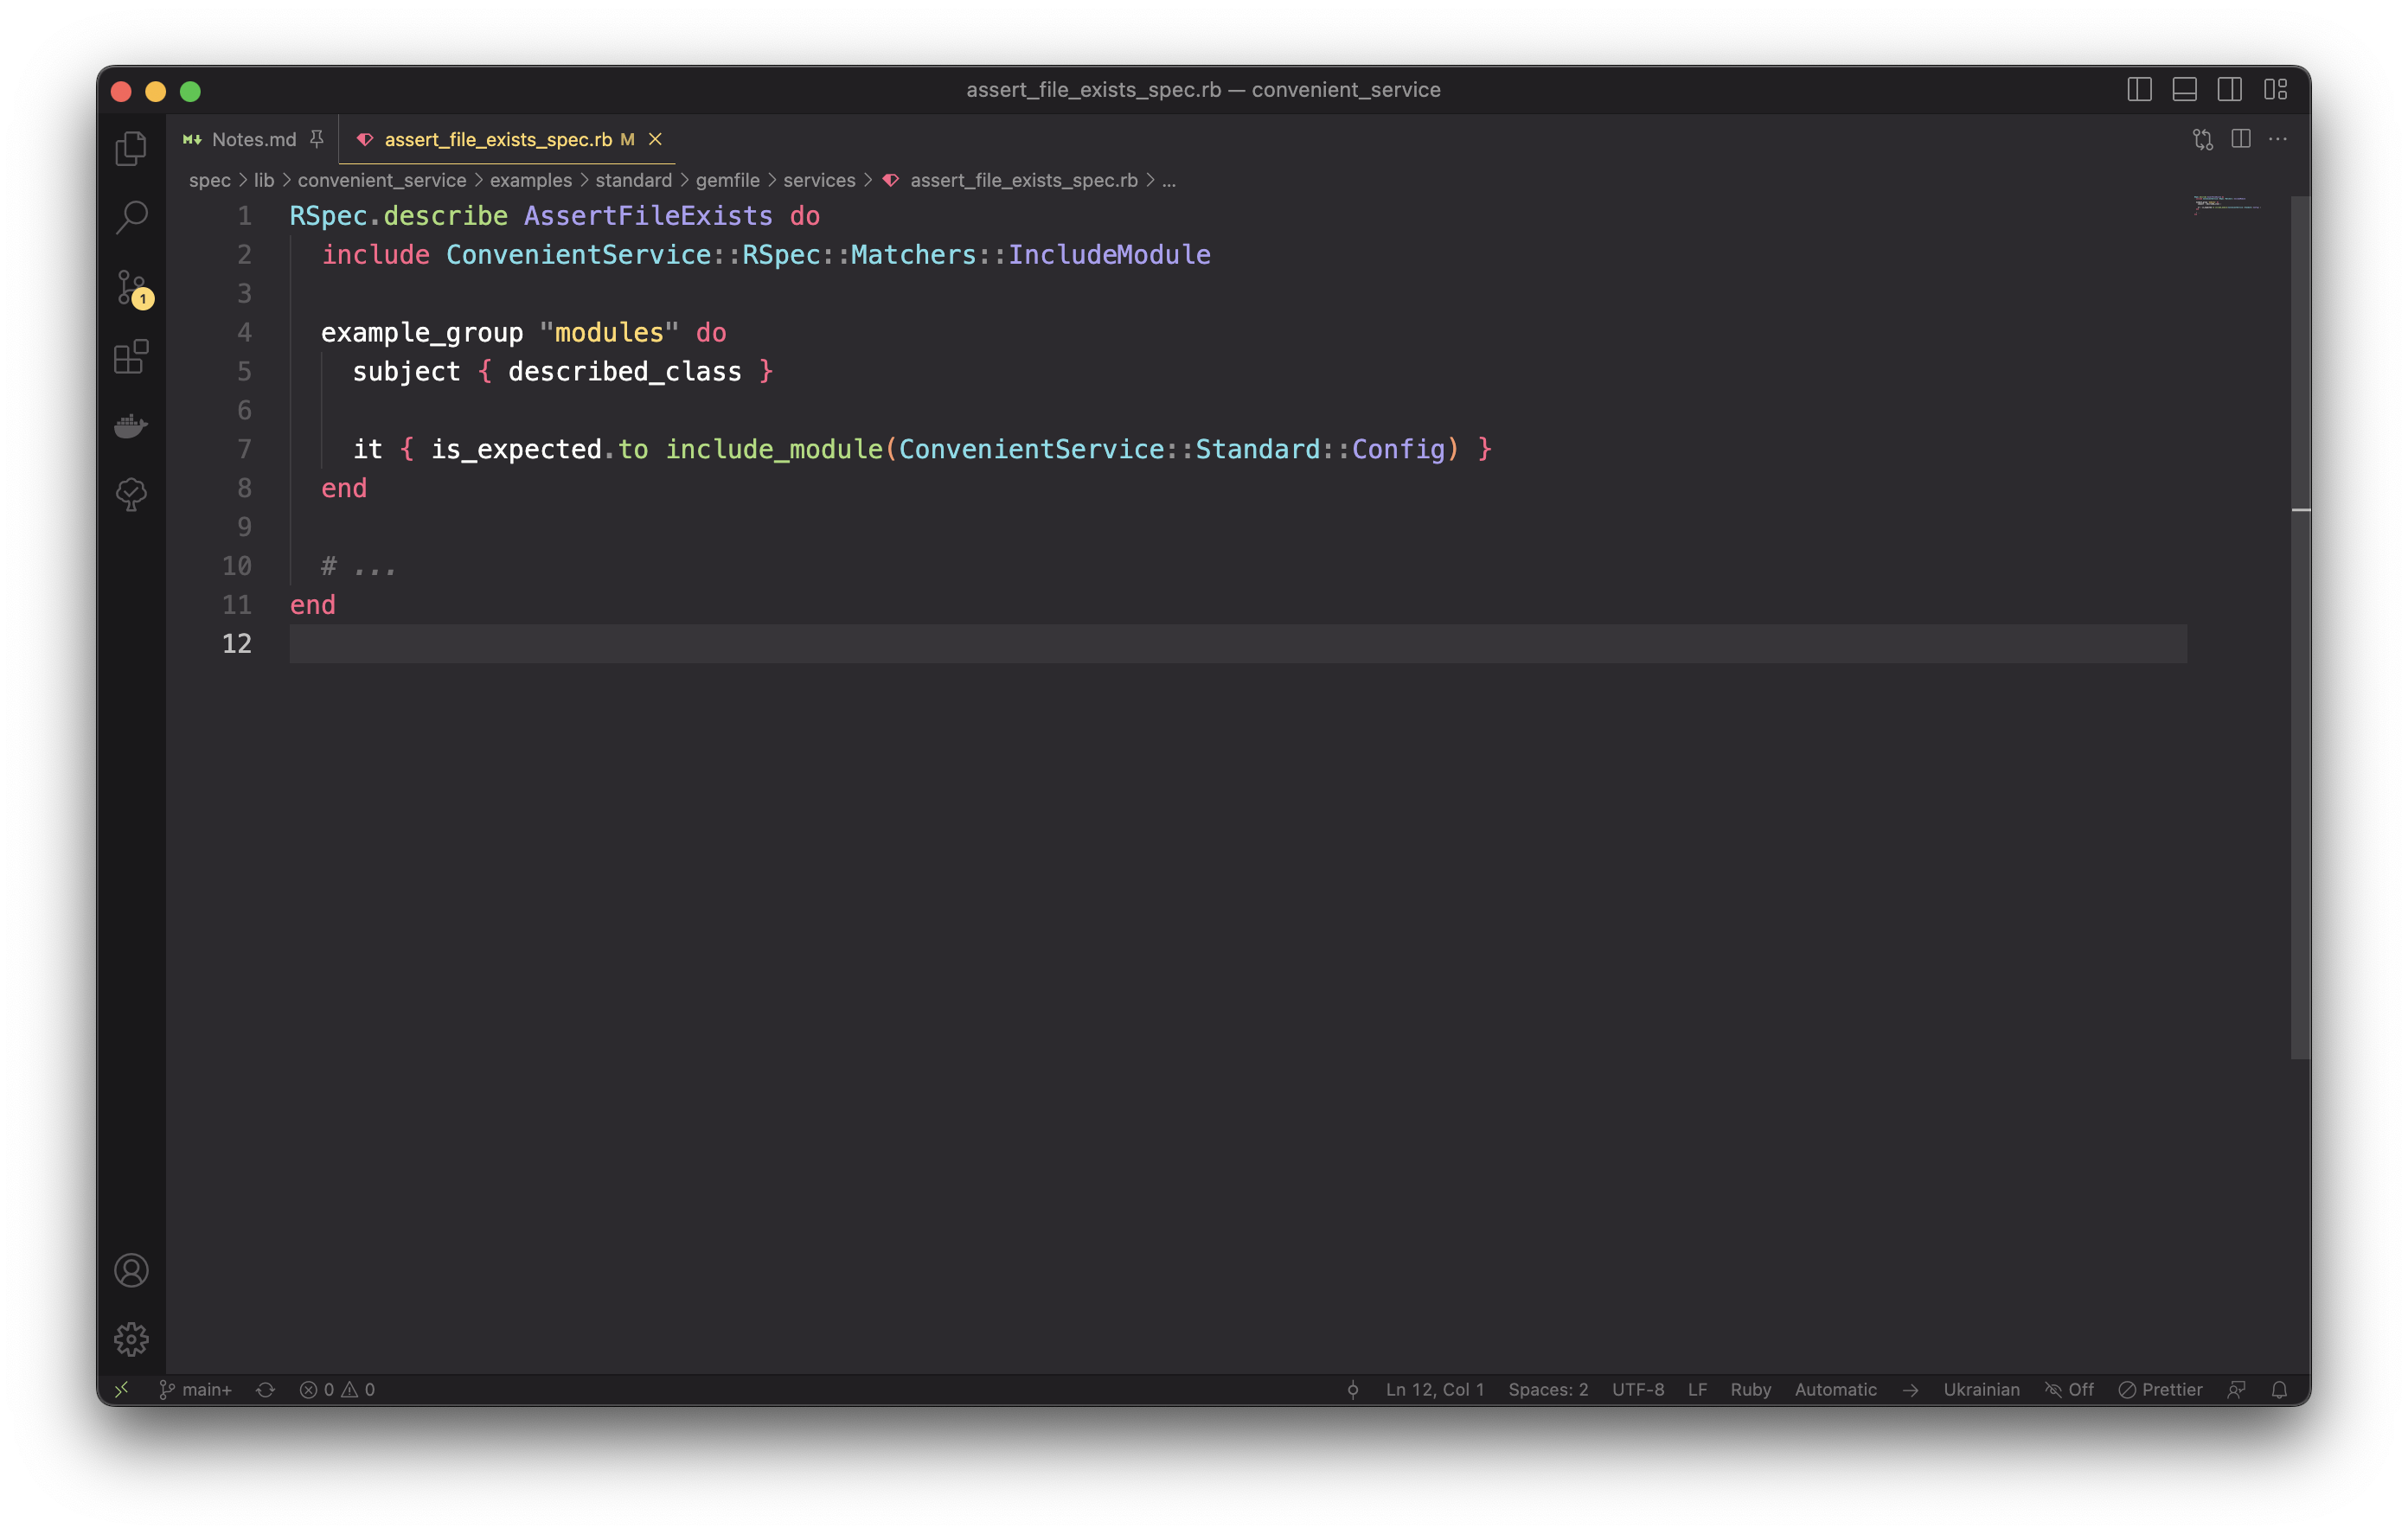 assert_file_exists_spec.rb — convenient_service
Notes.md
assert_file_exists_spec.rb M
spec > lib > convenient_service > examples > standard > gemfile > services > assert_file_exists_spec.rb > ...
1 RSpec.describe AssertFileExists do
2   include ConvenientService::RSpec::Matchers::IncludeModule
3
4   example_group "modules" do
5     subject { described_class }
6
7     it { is_expected.to include_module(ConvenientService::Standard::Config) }
8   end
9
10   # ...
11 end
12
1
main+ 0 0 Ln 12, Col 1 Spaces: 2 UTF-8 LF Ruby Automatic → Ukrainian Off Prettier